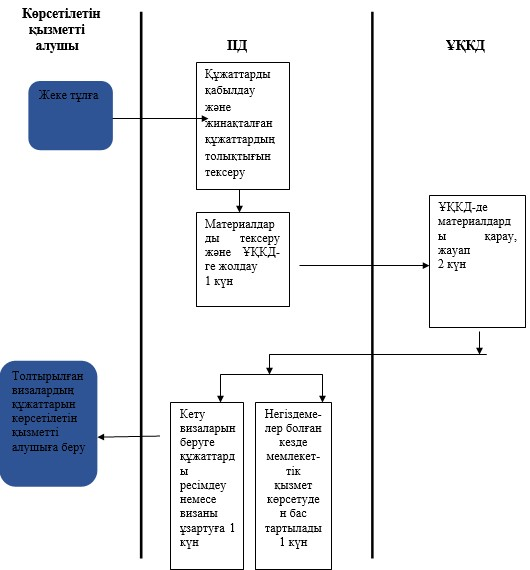 Көрсетілетін
қызметті
алушы
ПД
ҰҚКД
Жеке тұлға
Құжаттарды
қабылдау
және
жинақталған
құжаттардың
толықтығын
тексеру
Материалдар
ды тексеру
және ҰҚКД-
ге жолдау
1 күн
ҰҚКД-де
материалдард
ы қарау,
жауап
2 күн
Толтырылған
визалардың
құжаттарын
көрсетілетін
қызметті
алушыға беру
Кету
визаларын
беруге
құжаттард
ы
ресімдеу
немесе
визаны
ұзартуға 1
күн
Негіздеме-
лер болған
кезде
мемлекет-
тік
қызмет
көрсетуде
н бас
тартылады
1 күн